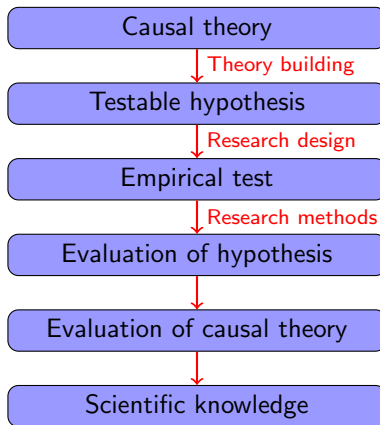 Causal theory
Theory building
Testable hypothesis
Research design
Empirical test
Research methods
Evaluation of hypothesis
Evaluation of causal theory
Scientific knowledge